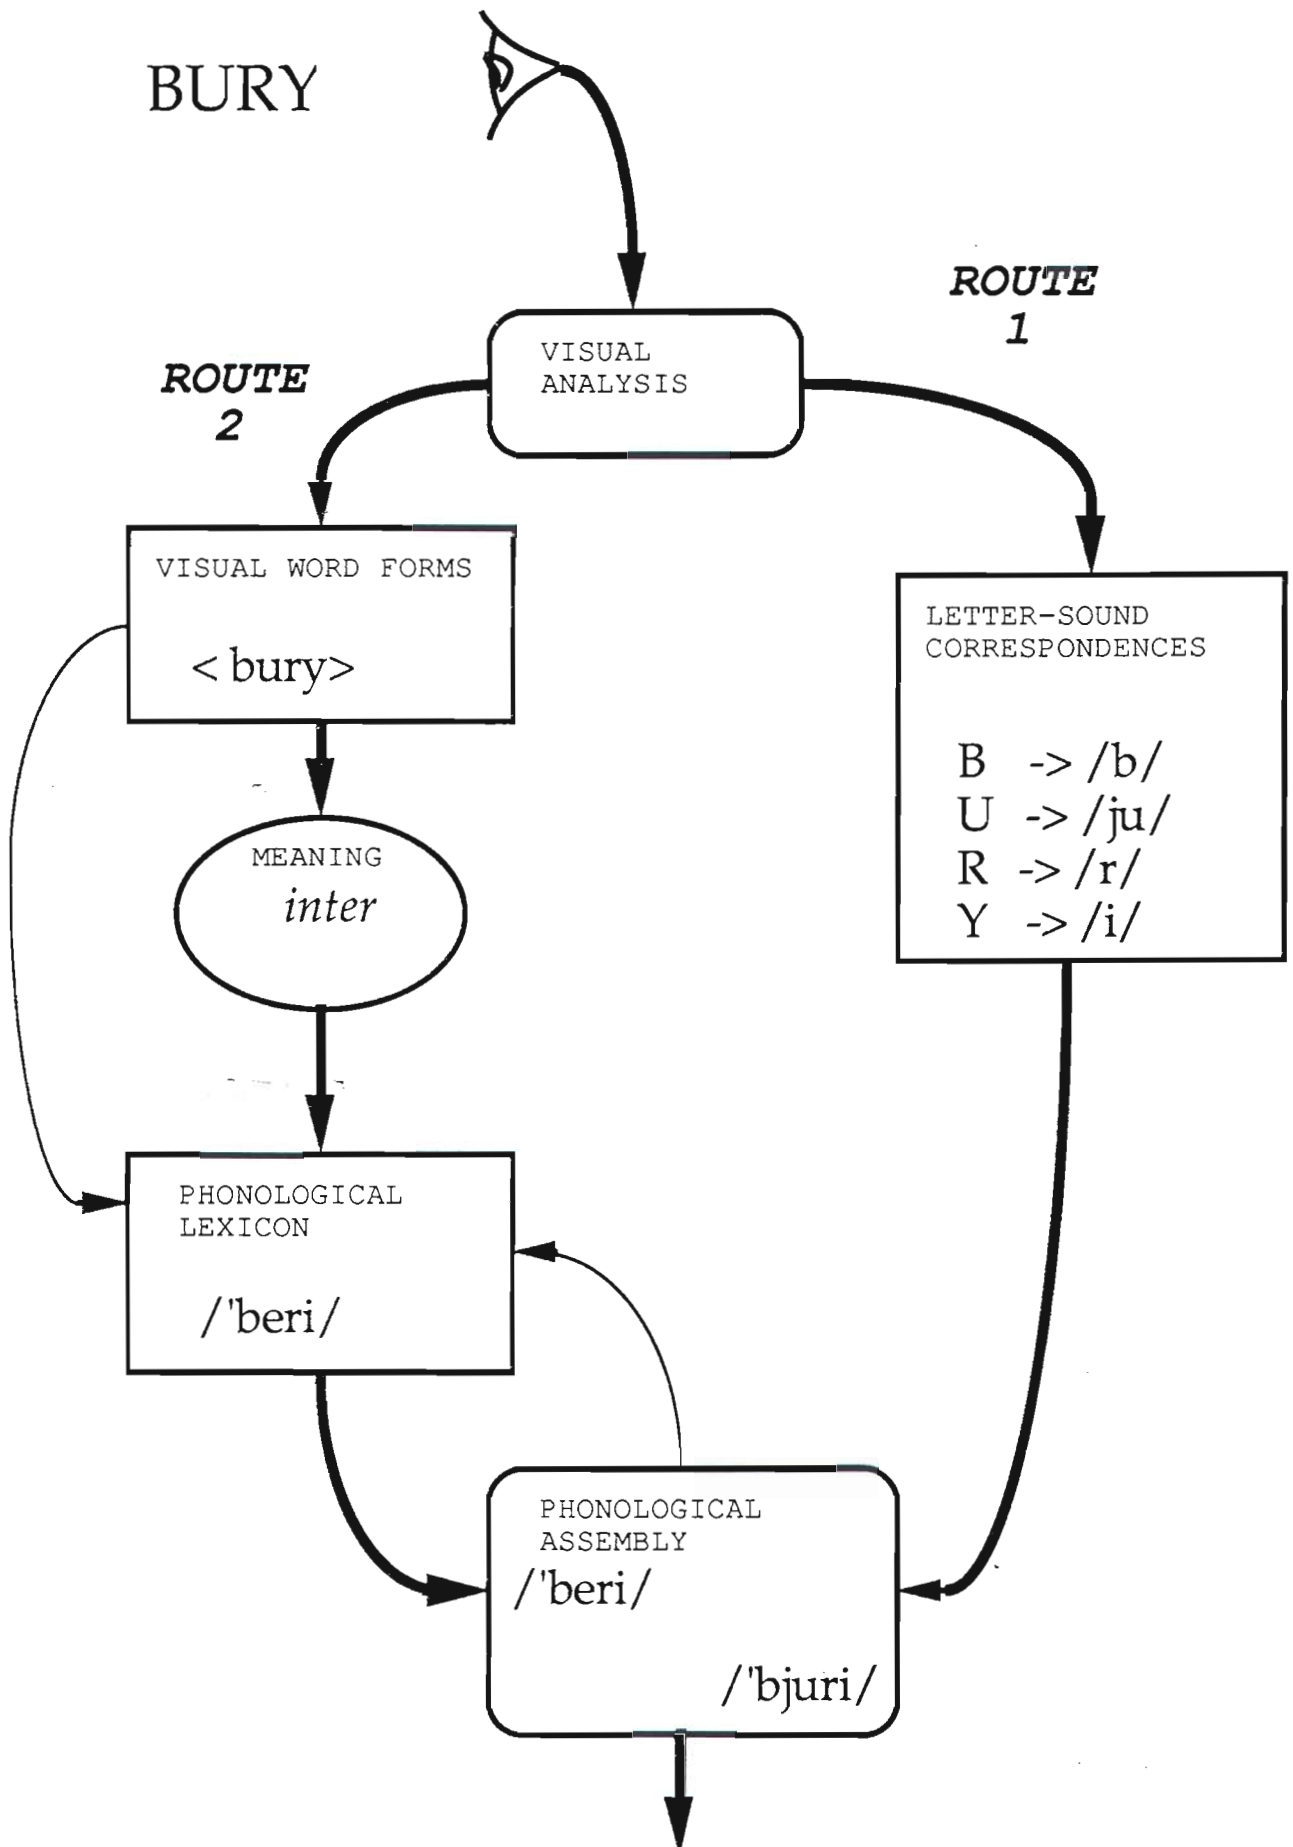 BURY
ROUTE
1
VISUAL
ANALYSIS
ROUTE
2
VISUAL WORD FORMS
<bury>
LETTER-SOUND
CORRESPONDENCES
B -> /b/
U -> /ju/
R -> /r/
Y -> /i/
MEANING
inter
PHONOLOGICAL
LEXICON
/'beri/
PHONOLOGICAL
ASSEMBLY
/'beri/
/'bjuri/